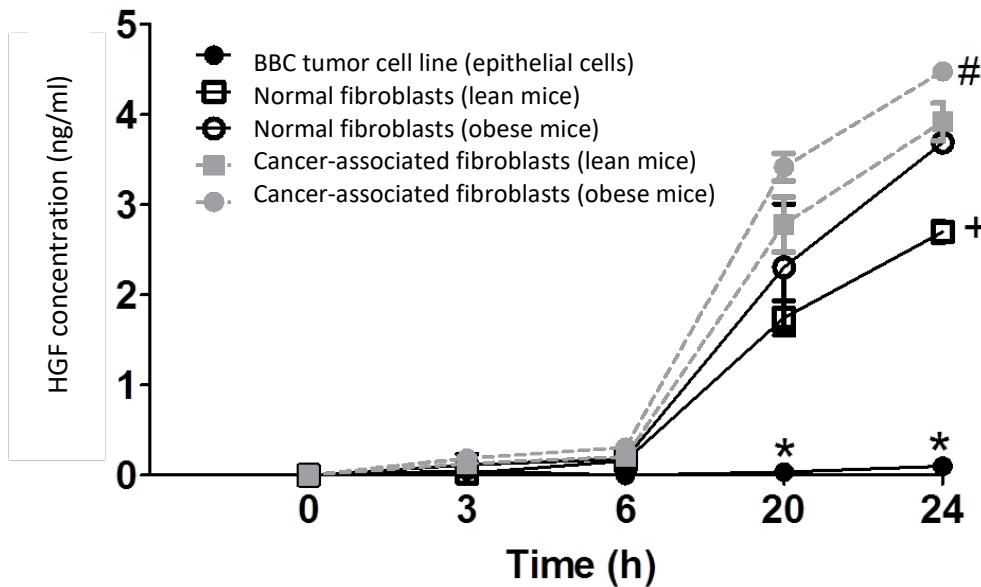 5
4
3
2
1
0
HGF concentration (ng/ml)
BBC tumor cell line (epithelial cells)
Normal fibroblasts (lean mice)
Normal fibroblasts (obese mice)
Cancer-associated fibroblasts (lean mice)
Cancer-associated fibroblasts (obese mice)
#
+
* *
0 3 6 20 24
Time (h)